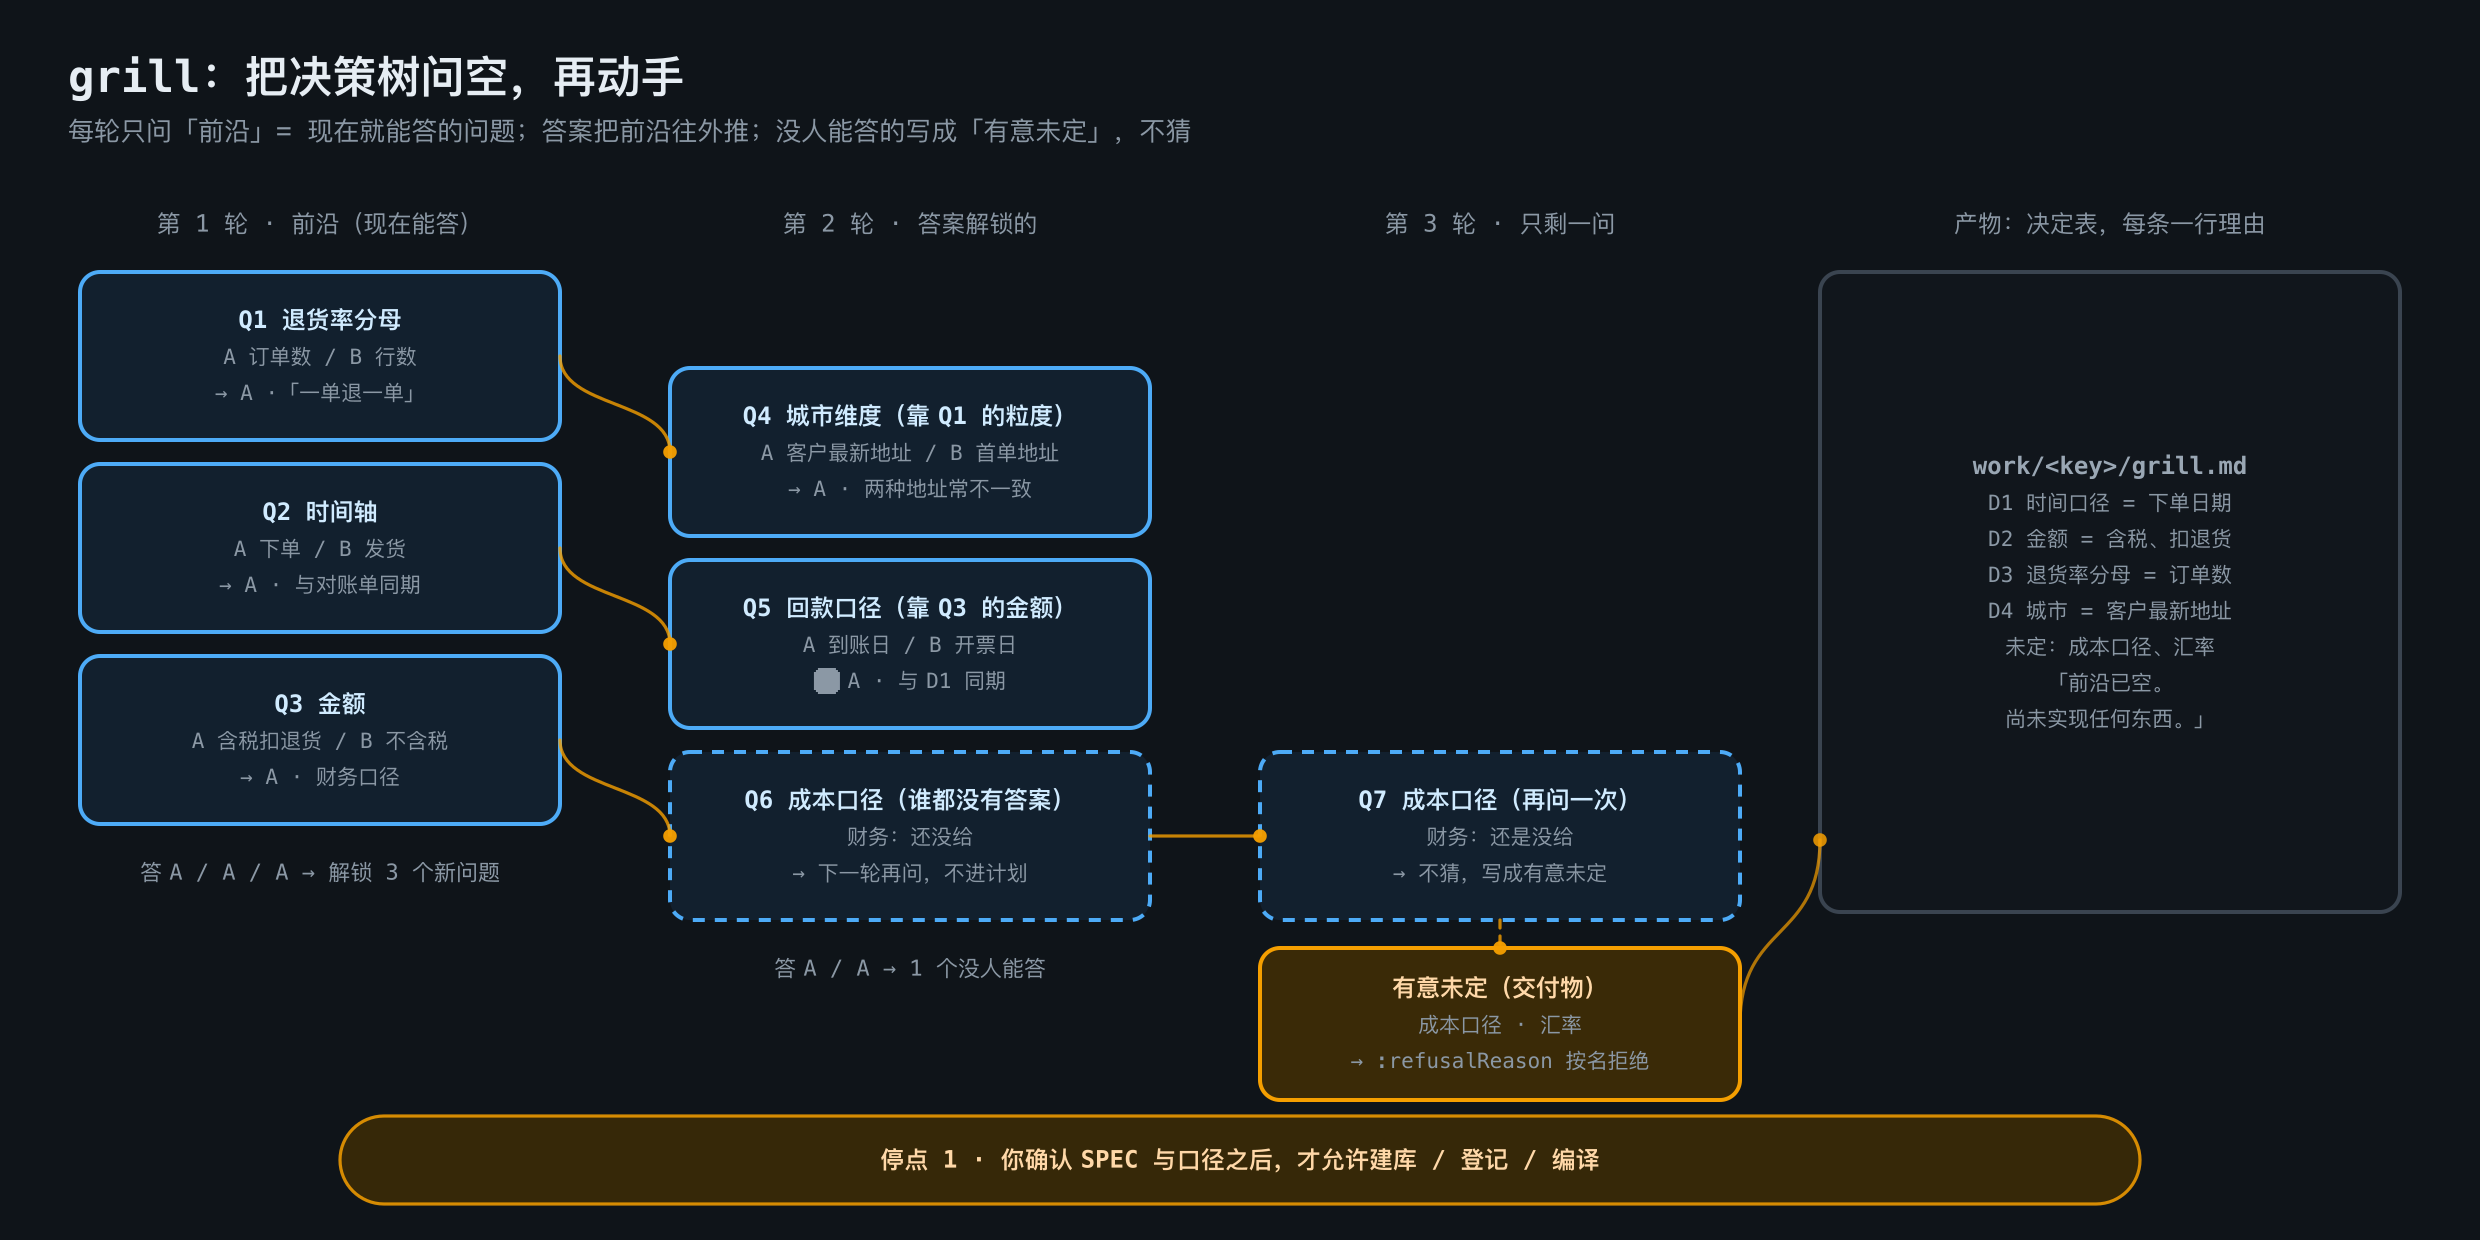 grill：把决策树问空，再动手
每轮只问「前沿」= 现在就能答的问题；答案把前沿往外推；没人能答的写成「有意未定」，不猜
第 1 轮 · 前沿（现在能答）
Q1 退货率分母
A 订单数 / B 行数
→ A ·「一单退一单」
Q2 时间轴
A 下单 / B 发货
→ A · 与对账单同期
Q3 金额
A 含税扣退货 / B 不含税
→ A · 财务口径
答 A / A / A → 解锁 3 个新问题
第 2 轮 · 答案解锁的
Q4 城市维度（靠 Q1 的粒度）
A 客户最新地址 / B 首单地址
→ A · 两种地址常不一致
Q5 回款口径（靠 Q3 的金额）
A 到账日 / B 开票日
A · 与 D1 同期
Q6 成本口径（谁都没有答案）
财务：还没给
→ 下一轮再问，不进计划
答 A / A → 1 个没人能答
第 3 轮 · 只剩一问
Q7 成本口径（再问一次）
财务：还是没给
→ 不猜，写成有意未定
有意未定（交付物）
成本口径 · 汇率
→ :refusalReason 按名拒绝
产物：决定表，每条一行理由
work/<key>/grill.md
D1 时间口径 = 下单日期
D2 金额 = 含税、扣退货
D3 退货率分母 = 订单数
D4 城市 = 客户最新地址
未定：成本口径、汇率
「前沿已空。
尚未实现任何东西。」
停点 1 · 你确认 SPEC 与口径之后，才允许建库 / 登记 / 编译